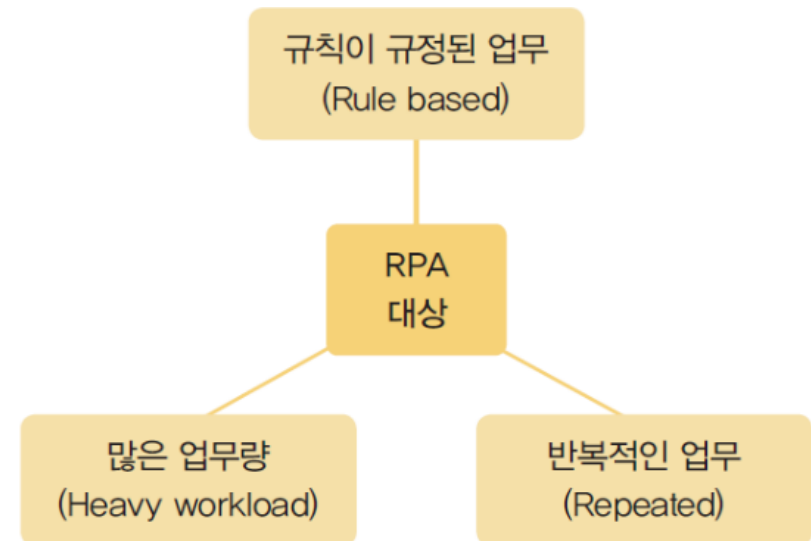 규칙이 규정된 업무
(Rule based)
RPA
대상
많은 업무량
(Heavy workload)
반복적인 업무
(Repeated)